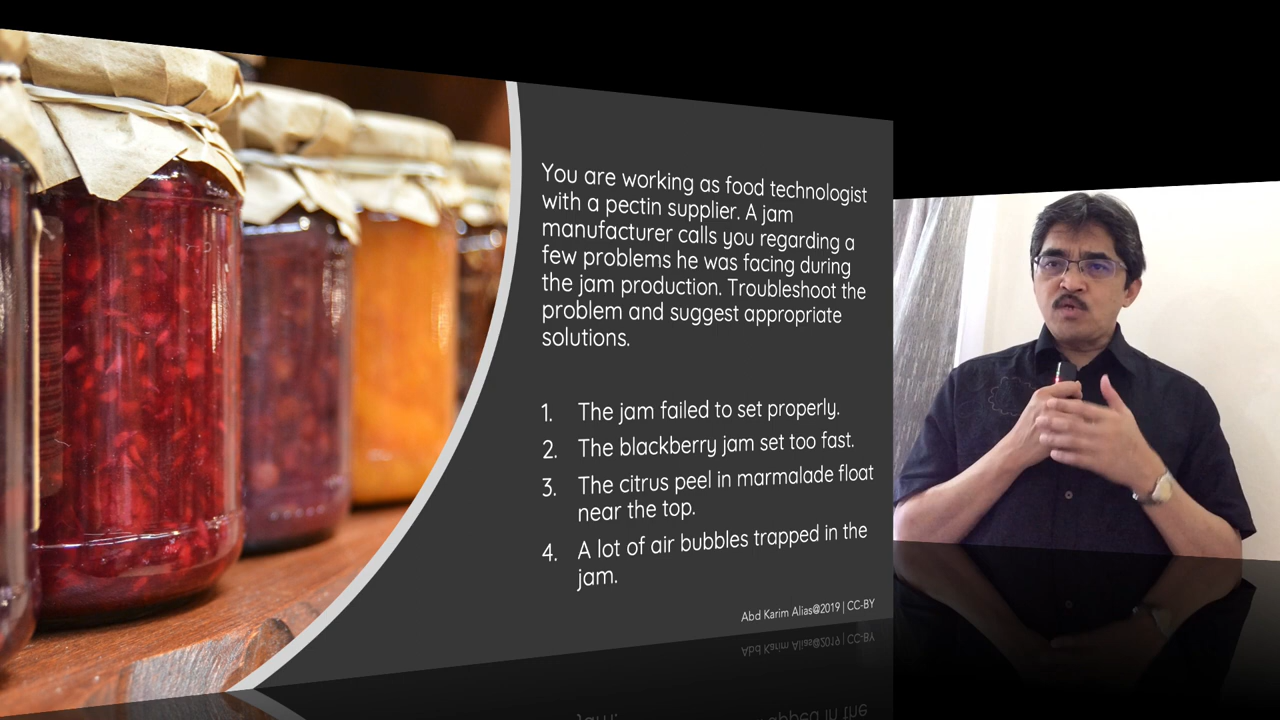 You are working as food technologist
with a pectin supplier. A jam
manufacturer calls you regarding a
few problems he was facing during
the jam production. Troubleshoot the
problem and suggest appropriate
solutions.
1. The jam failed to set properly.
2. The blackberry jam set too fast.
3. The citrus peel in marmalade float
near the top.
4. A lot of air bubbles trapped in the
jam.
Abd Karim Alias@2019 | CC-BY